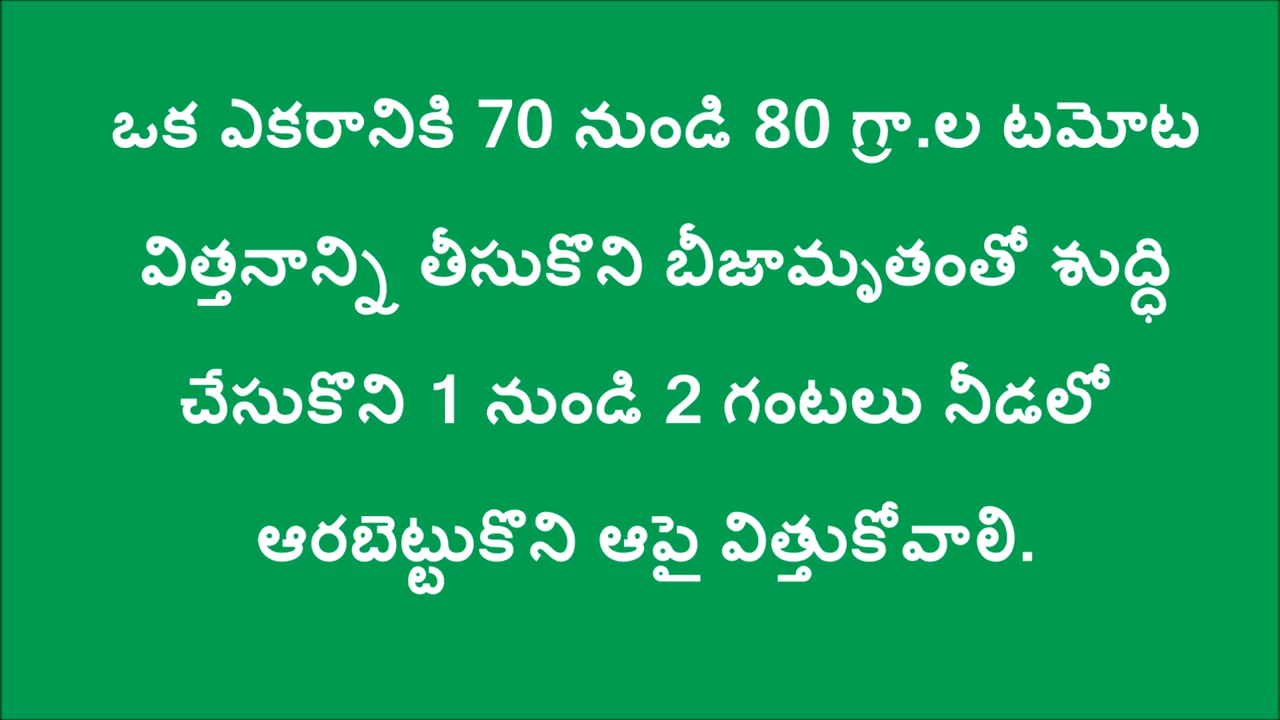 ఒక ఎకరానికి 70 నుండి 80 గ్రా.ల టమోట
విత్తనాన్ని తీసుకొని బీజామృతంతో శుద్ధి
చేసుకొని 1 నుండి 2 గంటలు నీడలో
ఆరబెట్టుకొని ఆపై విత్తుకోవాలి.